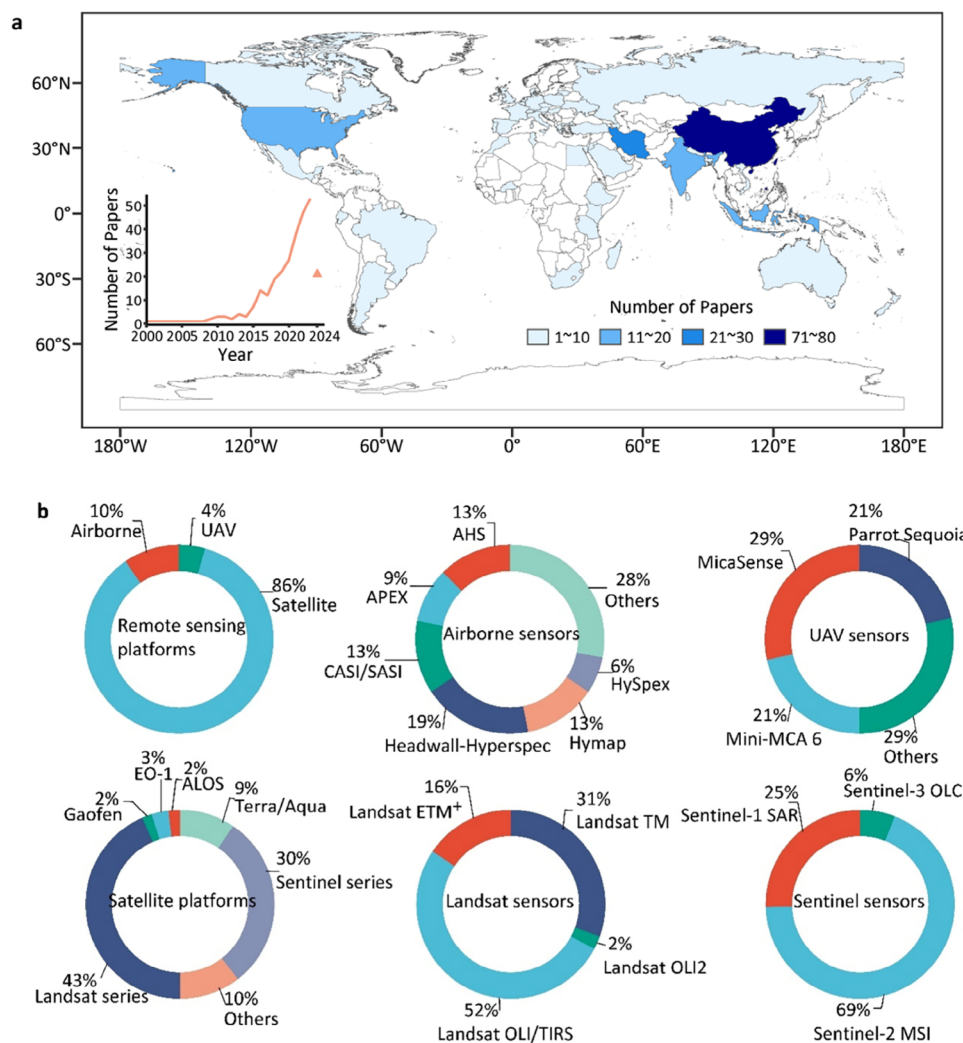 a
60°N
30°N
0°
30°S
60°S
180°W
120°W
60°W
0°
60°E
120°E
180°E
Number of Papers
50
40
30
20
10
0
2000
2005
2010
2015
2020
2024
Year
Number of Papers
1~10
11~20
21~30
71~80
b
10%
Airborne
4%
UAV
86%
Satellite
Remote sensing
platforms
13%
AHS
9%
APEX
13%
CASI/SASI
19%
Headwall-Hyperspec
28%
Others
6%
HySpex
13%
Hymap
Airborne sensors
21%
Parrot Sequoia
29%
MicaSense
21%
Mini-MCA 6
29%
Others
UAV sensors
3%
EO-1
2%
ALOS
2%
Gaofen
9%
Terra/Aqua
30%
Sentinel series
43%
Landsat series
10%
Others
Satellite platforms
16%
Landsat ETM+
31%
Landsat TM
2%
Landsat OLI2
52%
Landsat OLI/TIRS
Landsat sensors
6%
Sentinel-3 OLC
25%
Sentinel-1 SAR
69%
Sentinel-2 MSI
Sentinel sensors